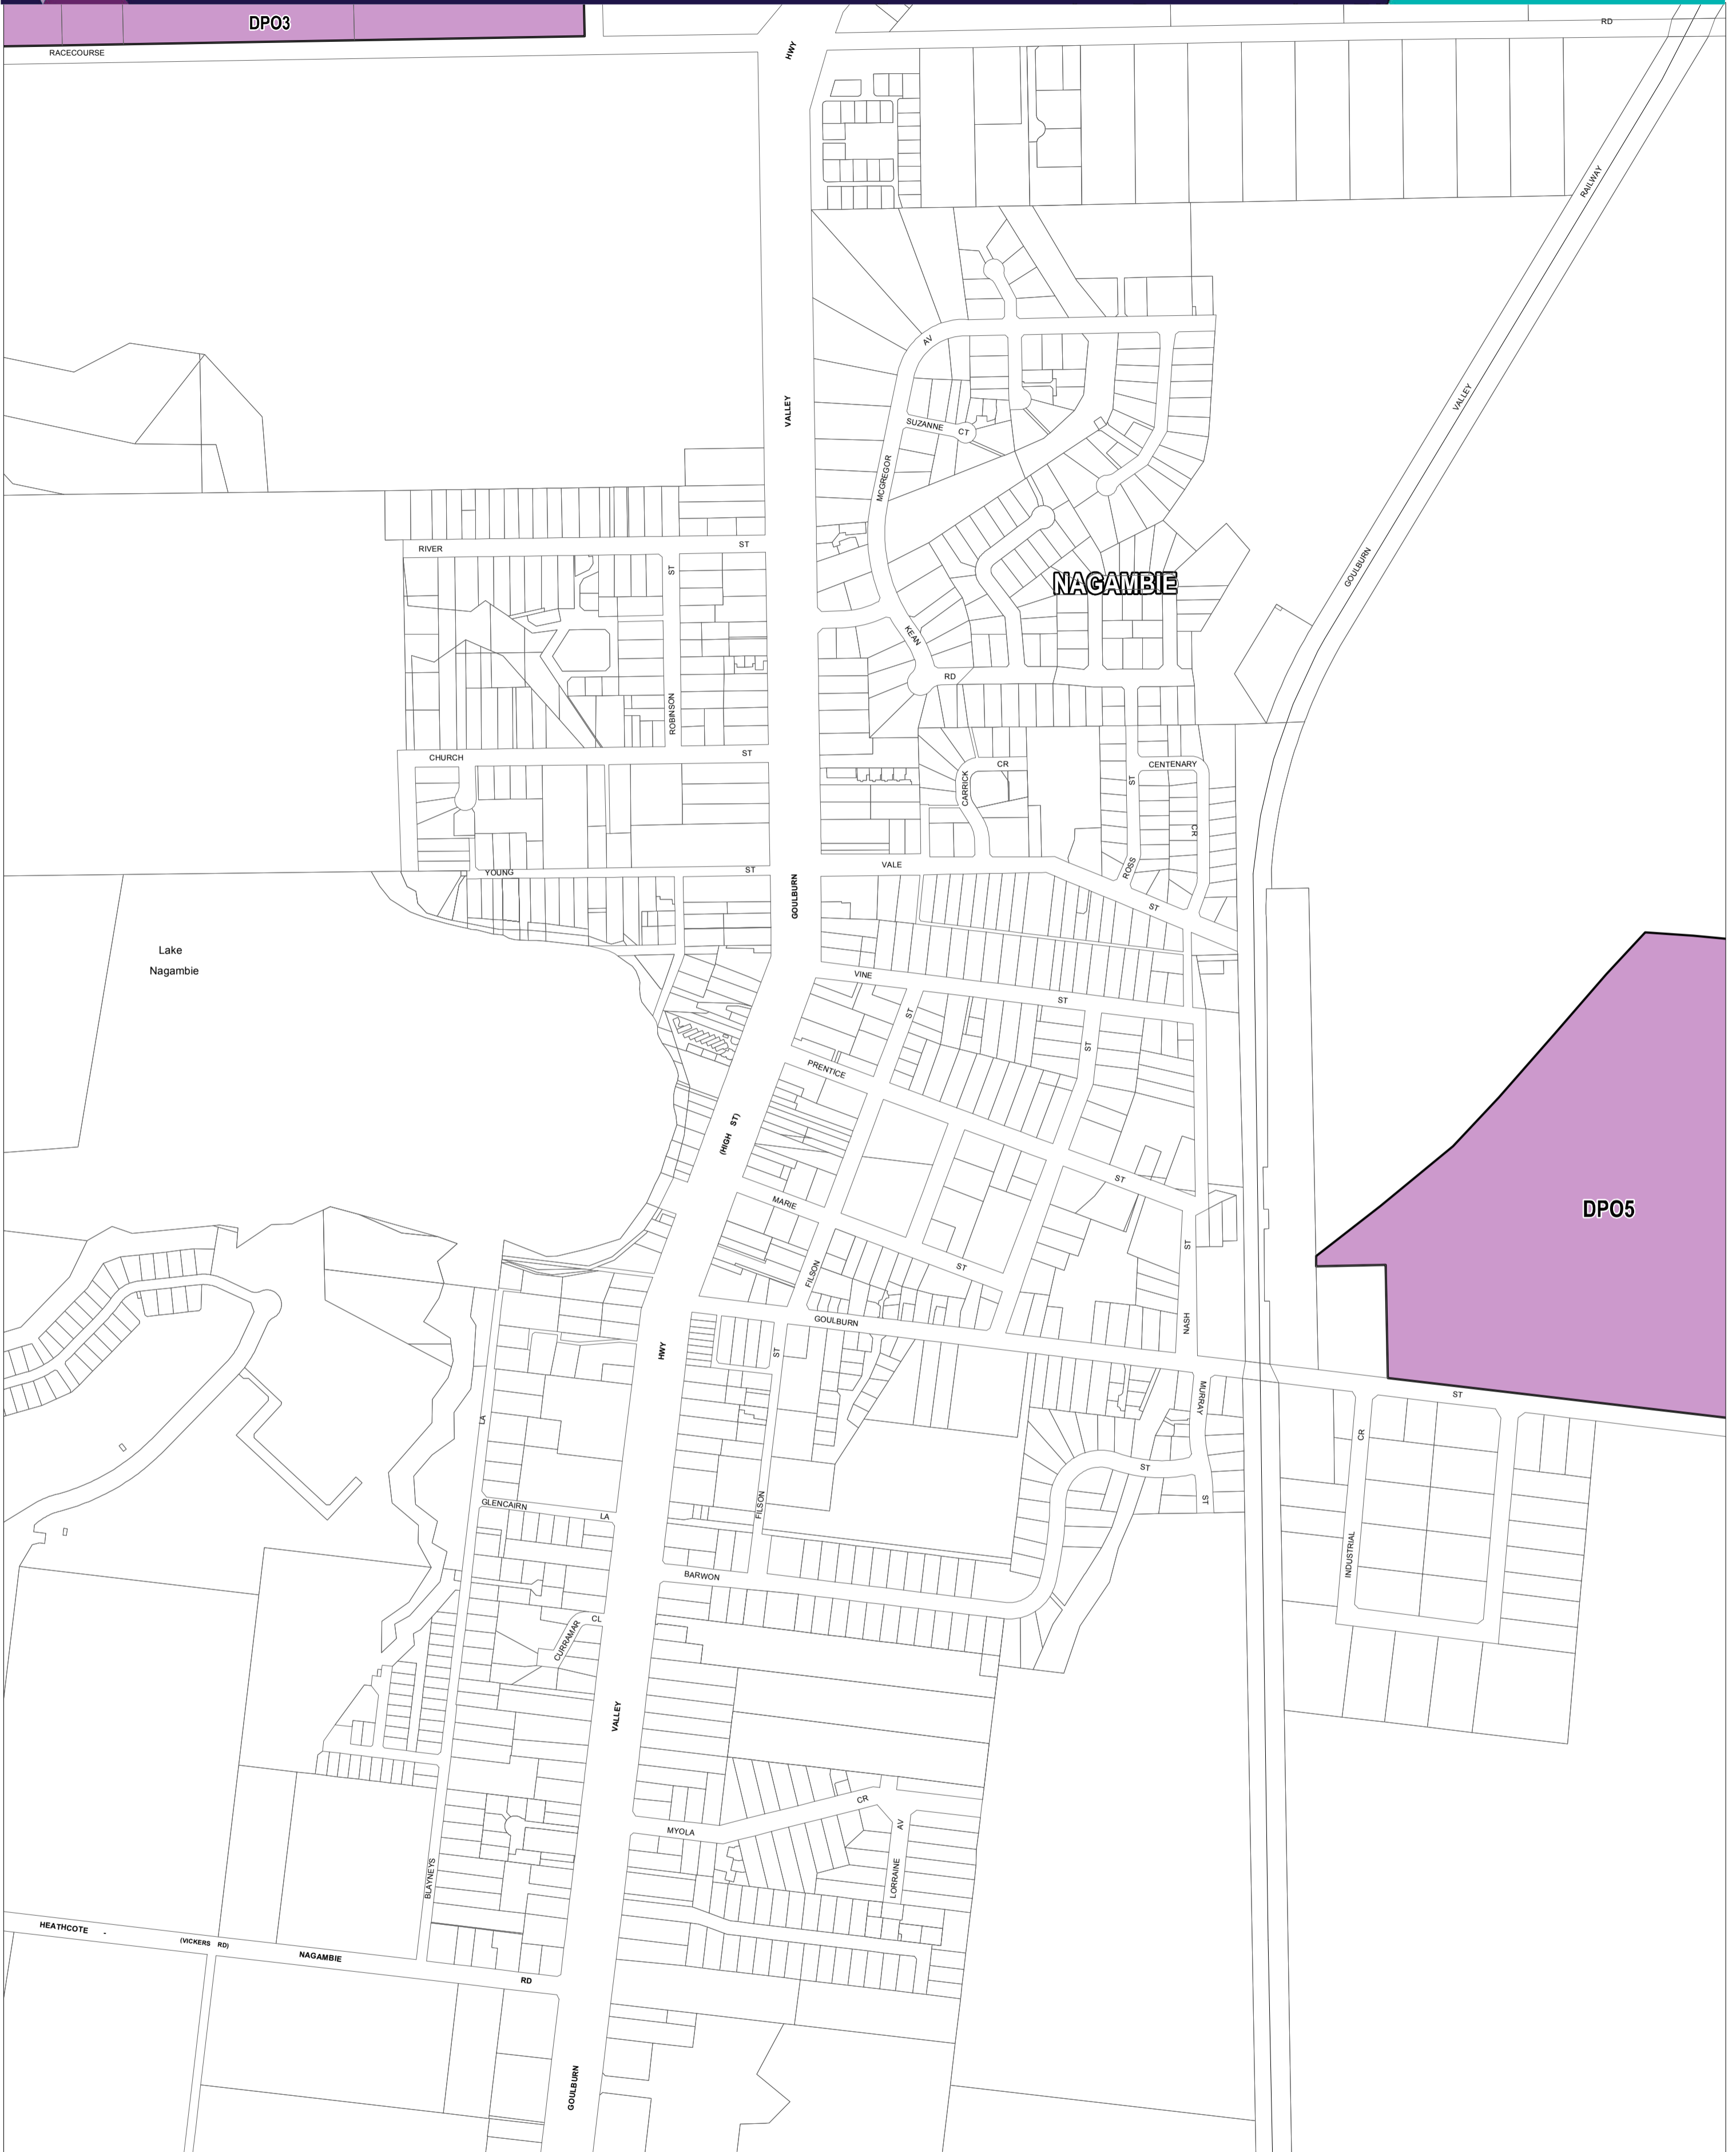 DPO3
RD
HWY
RACECOURSE
RAILWAY
AV
VALLEY
VALLEY
SUZANNE CT
MCGREGOR
RIVER ST
ST
GOULBURN
NAGAMBIE
KEAN
RD
ROBINSON
CHURCH ST
CR
CENTENARY
CARRICK
ST
CR
VALE
ROSS
YOUNG ST
GOULBURN
ST
Lake
Nagambie
VINE
ST
ST
ST
PRENTICE
(HIGH ST)
ST
MARIE
DPO5
ST
ST
FILSON
GOULBURN
NASH
HWY
ST
MURRAY
ST
LA
CR
ST
GLENCAIRN
LA
FILSON
ST
INDUSTRIAL
BARWON
CL
CURRAMAR
VALLEY
CR
MYOLA
AV
BLAYNEYS
LORRAINE
HEATHCOTE -
(VICKERS RD)
NAGAMBIE
RD
GOULBURN